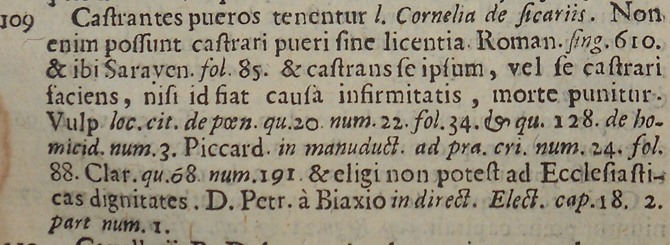 109 Caſtrantes pueros tenentur l. Cornelia de ſicariis. Non
enim poſſunt caſtrari pueri ſine licentia. Roman. ſing. 610.
& ibi Sarayen. fol. 85. & caſtrans ſe ipſum, vel ſe caſtrari
faciens, niſi id fiat cauſà infirmitatis, morte punitur.
Vulp loc. cit. de pœn. qu. 20 num. 22. fol. 34. & qu. 128. de ho-
micid. num. 3. Piccard. in manuduct. ad pra. cri. num. 24. fol.
88. Clar. qu. 68. num. 191. & eligi non poteſt ad Eccleſiaſti-
cas dignitates. D. Petr. à Biaxio in direct. Elect. cap. 18. 2.
part num. 1.